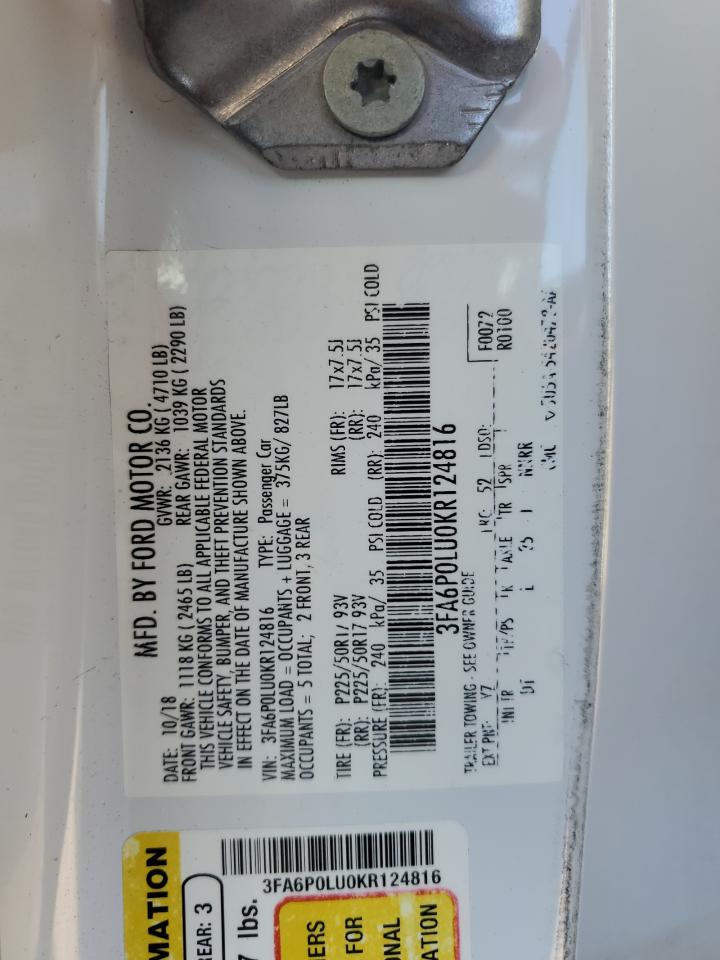 MFD. BY FORD MOTOR CO.
DATE: 10/18 GVWR: 2136 KG ( 4710 LB)
FRONT GAWR: 1118 KG ( 2465 LB) REAR GAWR: 1039 KG ( 2290 LB)
THIS VEHICLE CONFORMS TO ALL APPLICABLE FEDERAL MOTOR
VEHICLE SAFETY, BUMPER, AND THEFT PREVENTION STANDARDS
IN EFFECT ON THE DATE OF MANUFACTURE SHOWN ABOVE.
VIN: 3FA6P0LU0KR124816 TYPE: Passenger Car
MAXIMUM LOAD = OCCUPANTS + LUGGAGE = 375KG/ 827LB
OCCUPANTS = 5 TOTAL; 2 FRONT, 3 REAR
TIRE (FR): P225/50R17 93V RIMS (FR): 17x7.5J
(RR): P225/50R17 93V (RR): 17x7.5J
PRESSURE (FR): 240 kPa/ 35 PSI COLD (RR): 240 kPa/ 35 PSI COLD
3FA6P0LU0KR124816
TRAILER TOWING - SEE OWNER GUIDE
EXT PNT: 52 F0072
R0100
3FA6P0LU0KR124816
MATION
REAR: 3
lbs.
FOR